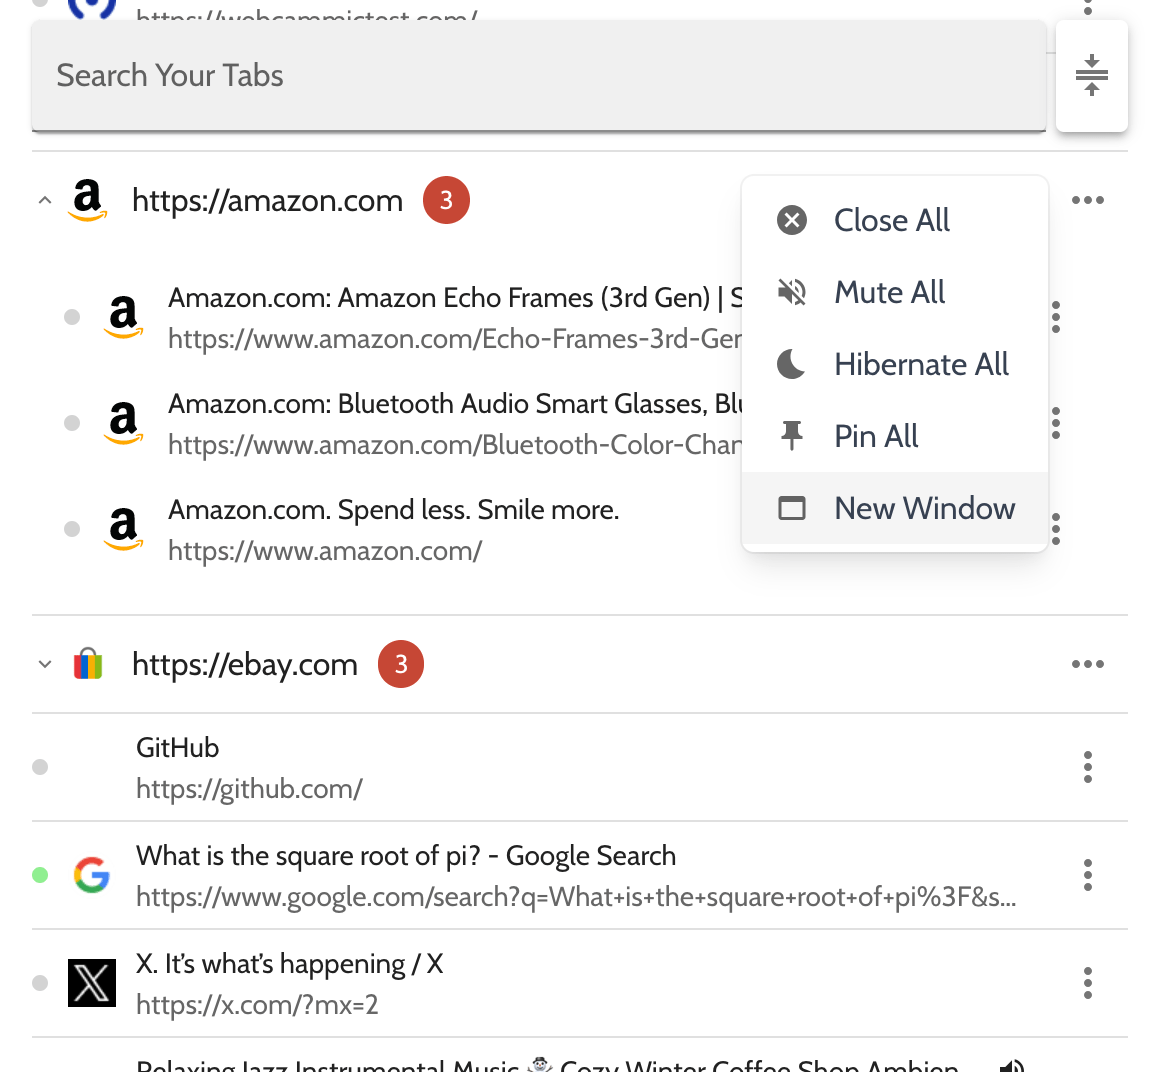 https://webcammictest.com/
Search Your Tabs
https://amazon.com 3
Close All
Mute All
Hibernate All
Pin All
New Window
Amazon.com: Amazon Echo Frames (3rd Gen) | S
https://www.amazon.com/Echo-Frames-3rd-Ger
Amazon.com: Bluetooth Audio Smart Glasses, Blu
https://www.amazon.com/Bluetooth-Color-Chan
Amazon.com. Spend less. Smile more.
https://www.amazon.com/
https://ebay.com 3
GitHub
https://github.com/
What is the square root of pi? - Google Search
https://www.google.com/search?q=What+is+the+square+root+of+pi%3F&s...
X. It’s what’s happening / X
https://x.com/?mx=2
Relaxing Jazz Instrumental Music ☃️ Cozy Winter Coffee Shop Ambien